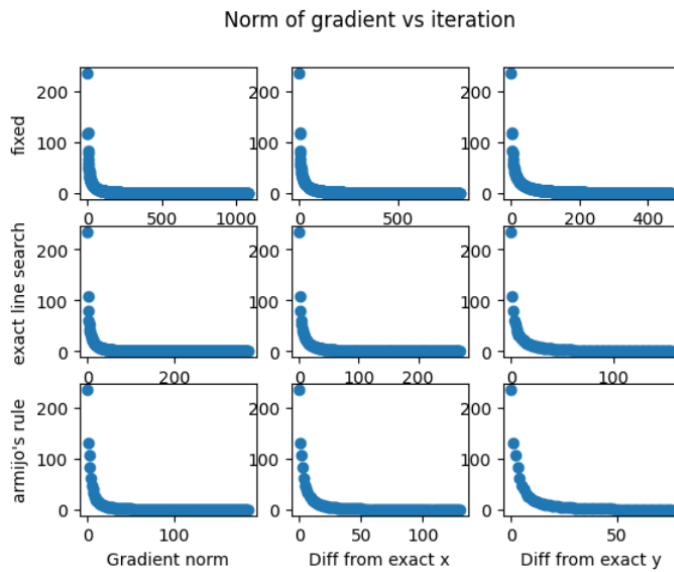 Norm of gradient vs iteration
fixed
200
100
0
0 500 1000
200
100
0
0 500
200
100
0
0 200 400
exact line search
200
100
0
0 200
200
100
0
0 100 200
200
100
0
0 100
armijo's rule
200
100
0
0 100
Gradient norm
200
100
0
0 50 100
Diff from exact x
200
100
0
0 50
Diff from exact y